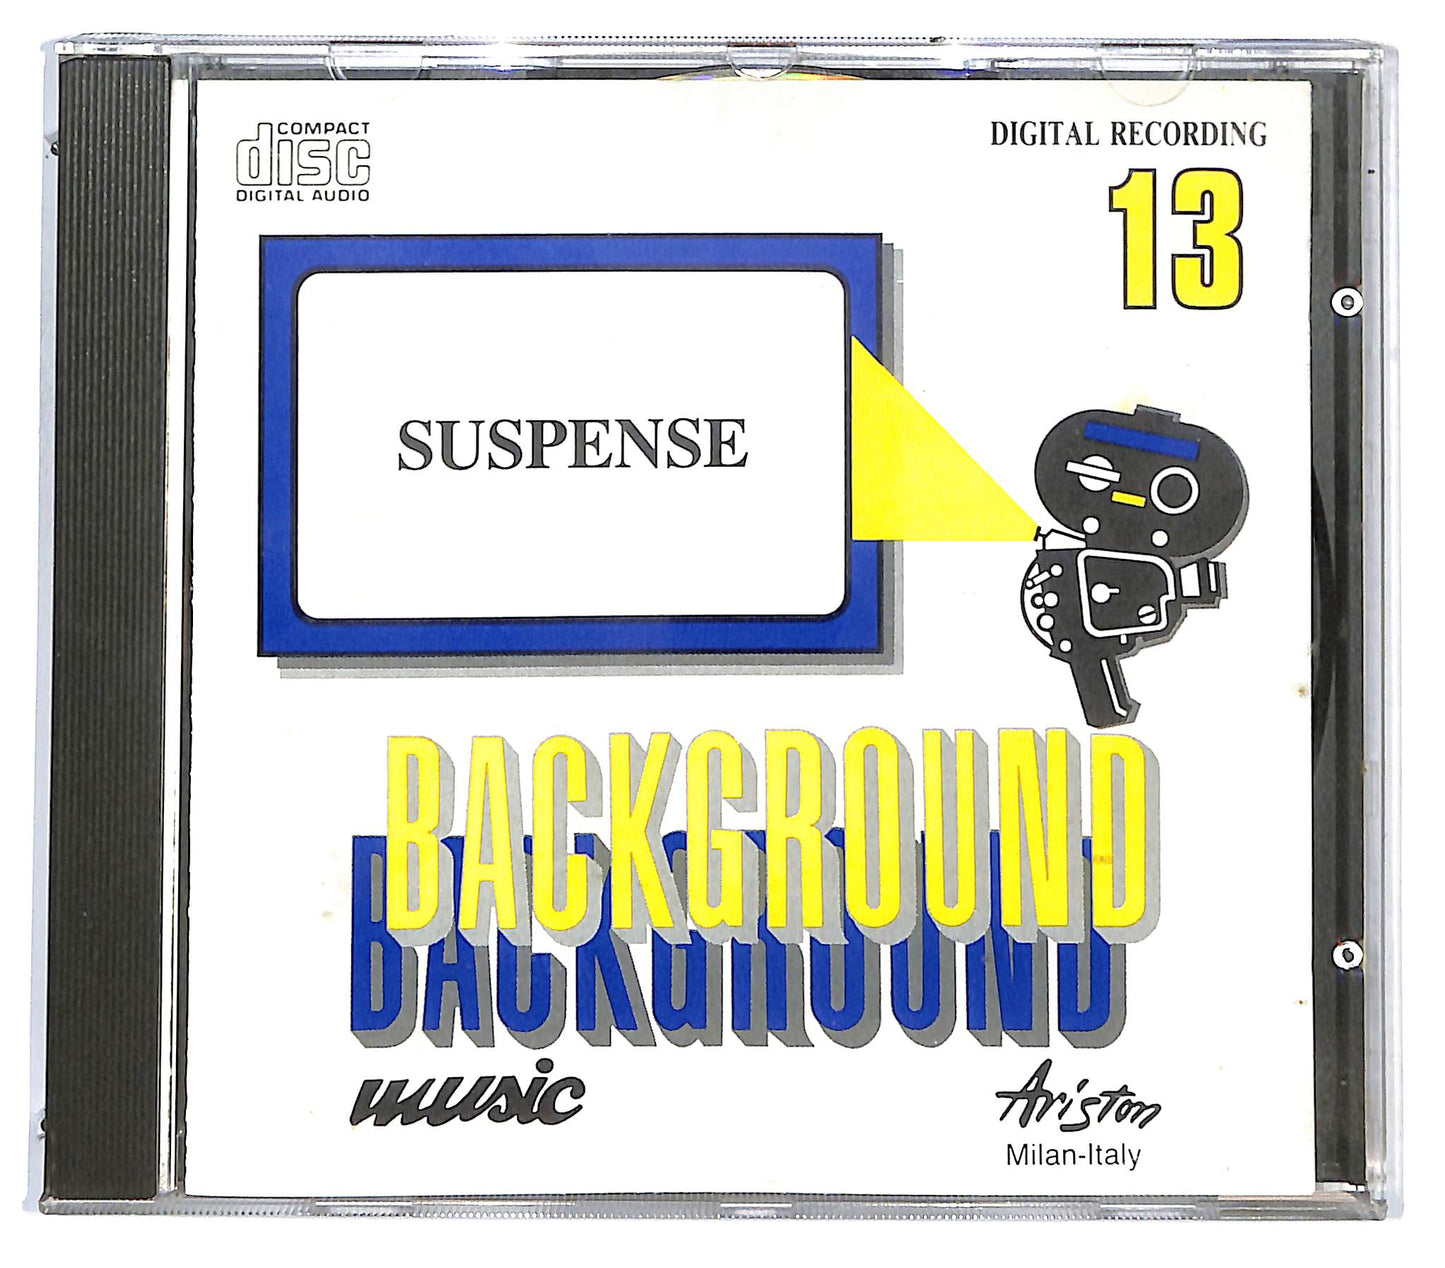 COMPACT
disc
DIGITAL AUDIO
DIGITAL RECORDING
13
SUSPENSE
BACKGROUND
BACKGROUND
music
Ariston
Milan-Italy